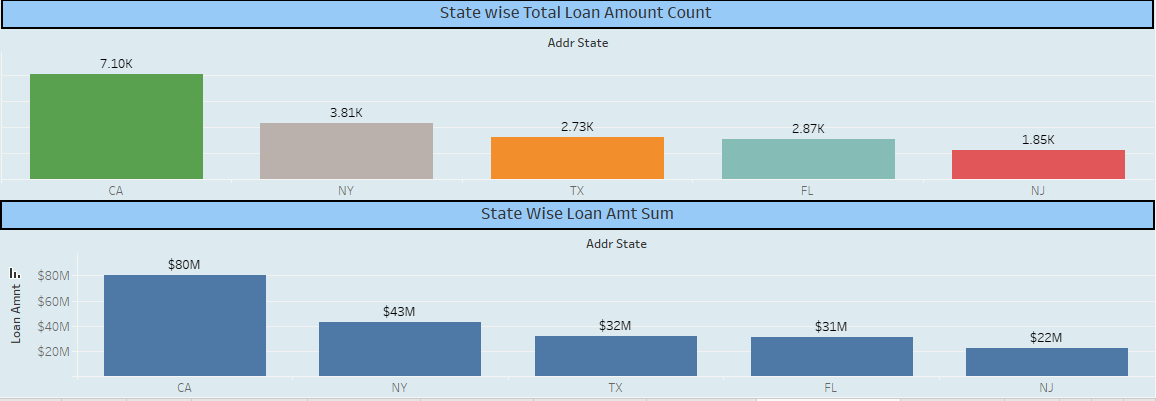 State wise Total Loan Amount Count
Addr State
7.10K
3.81K
2.73K
2.87K
1.85K
CA NY TX FL NJ
State Wise Loan Amt Sum
Addr State
Loan Amnt
$80M
$60M
$40M
$20M
$80M
$43M
$32M
$31M
$22M
CA NY TX FL NJ